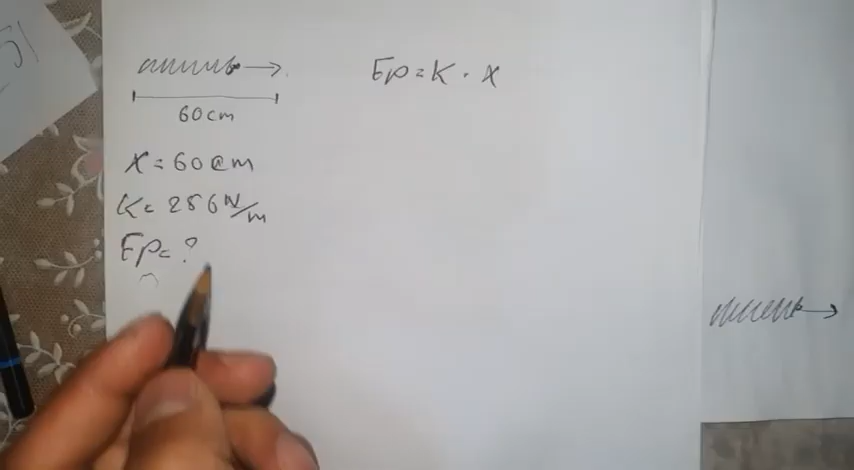 60cm
x = 60cm
K = 256 N/m
Ep = ?
Ep = K · x